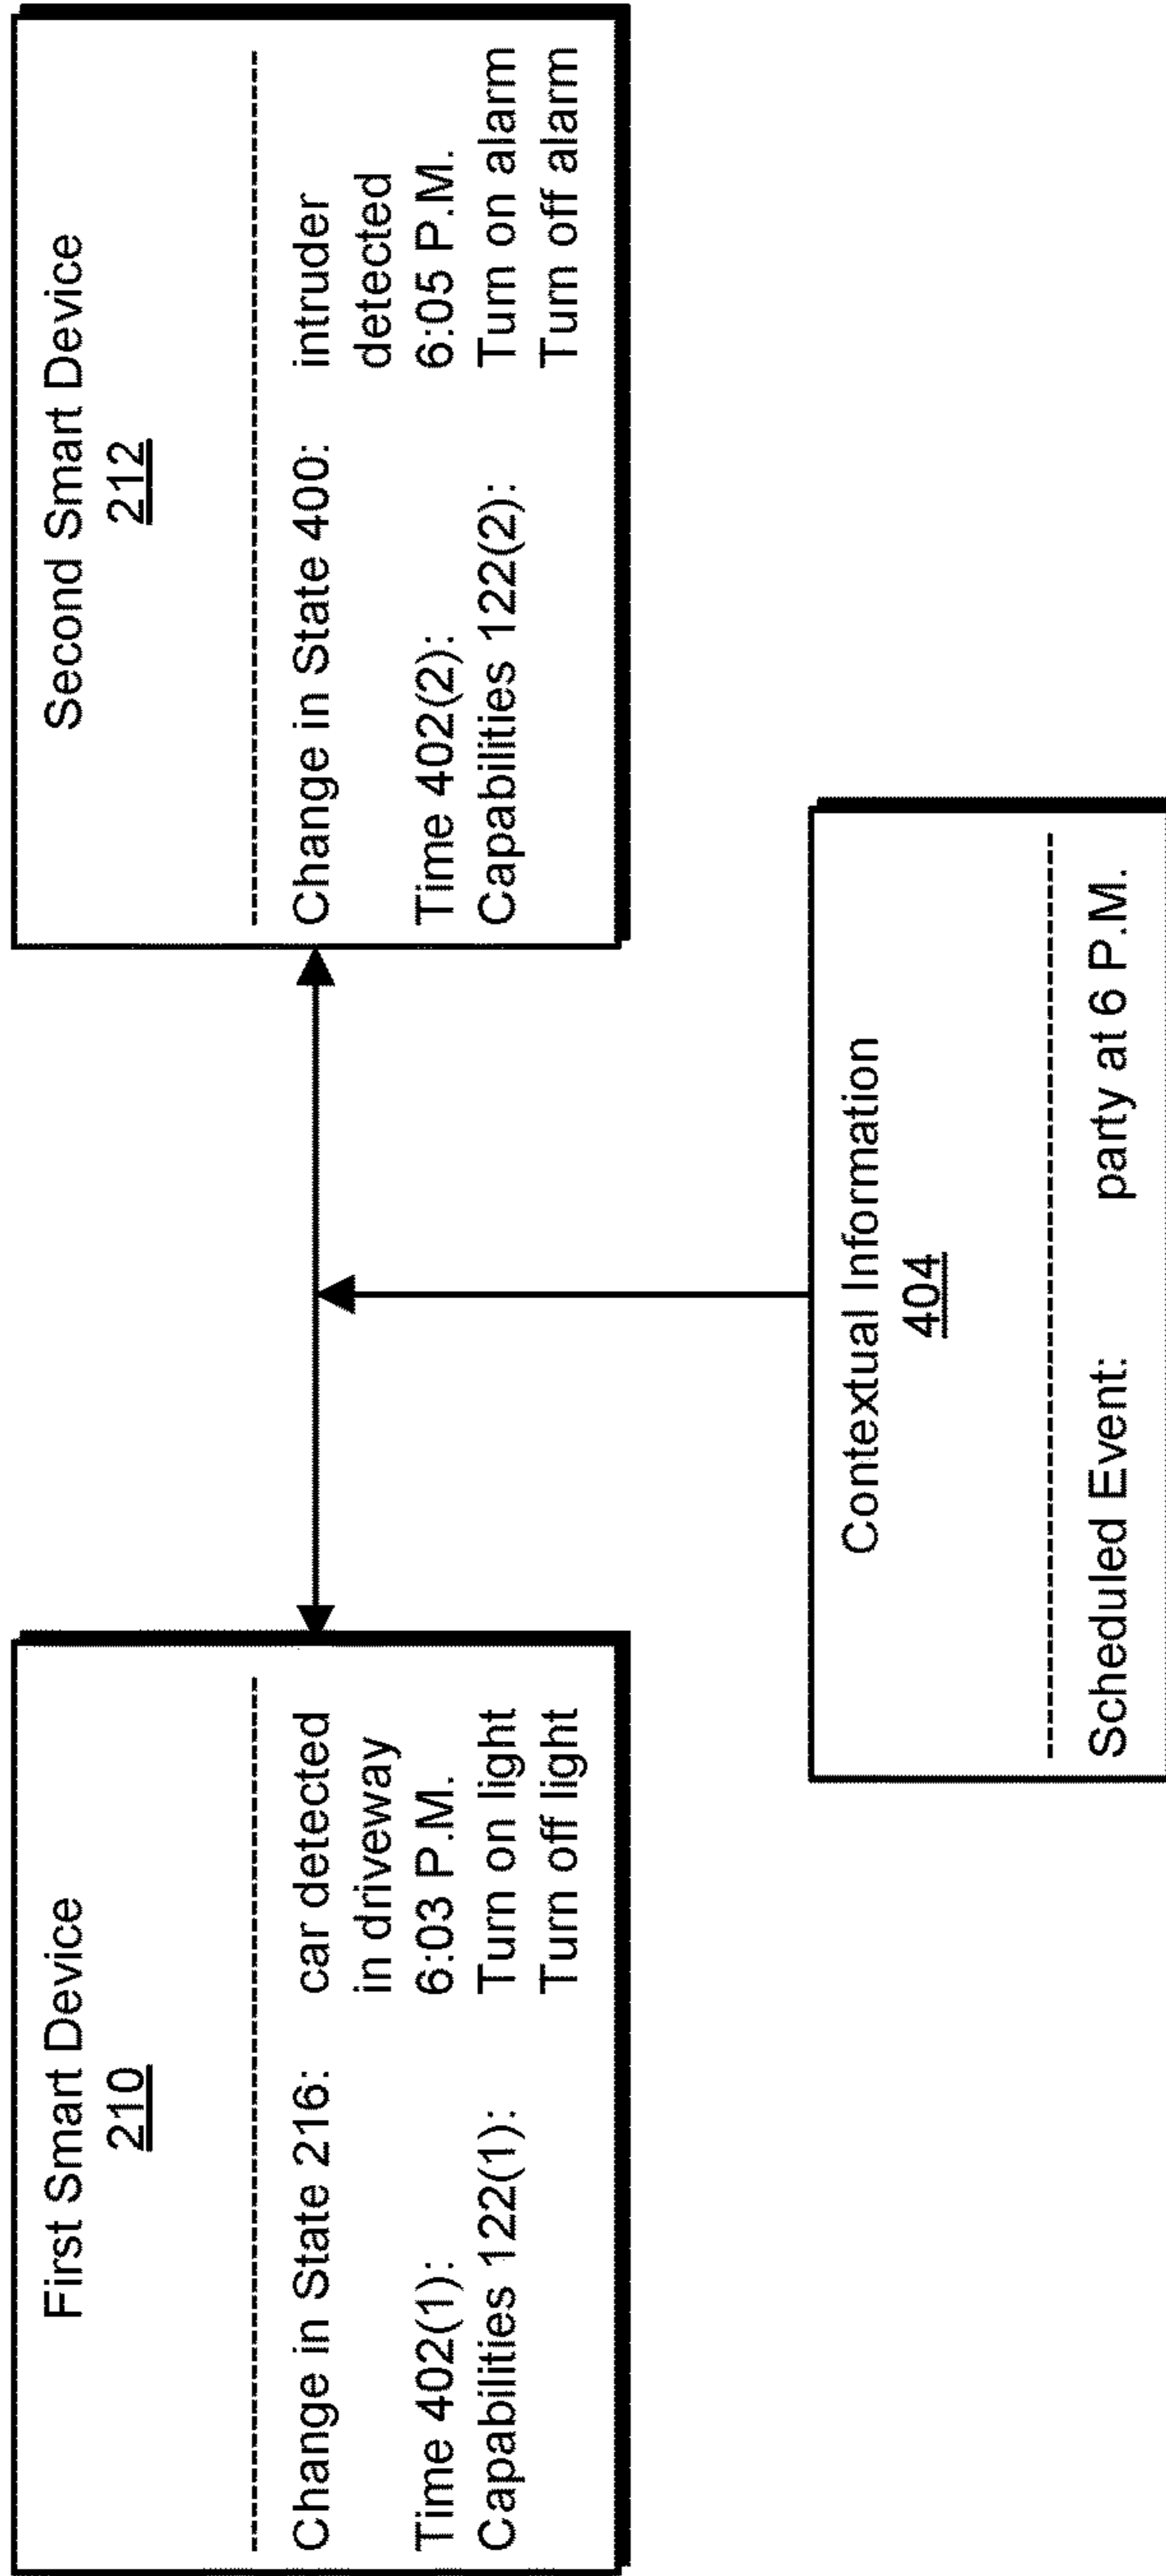 First Smart Device
210
Change in State 216: car detected
in driveway
Time 402(1): 6:03 P.M.
Capabilities 122(1): Turn on light
Turn off light
Second Smart Device
212
Change in State 400: intruder
detected
Time 402(2): 6:05 P.M.
Capabilities 122(2): Turn on alarm
Turn off alarm
Contextual Information
404
Scheduled Event: party at 6 P.M.